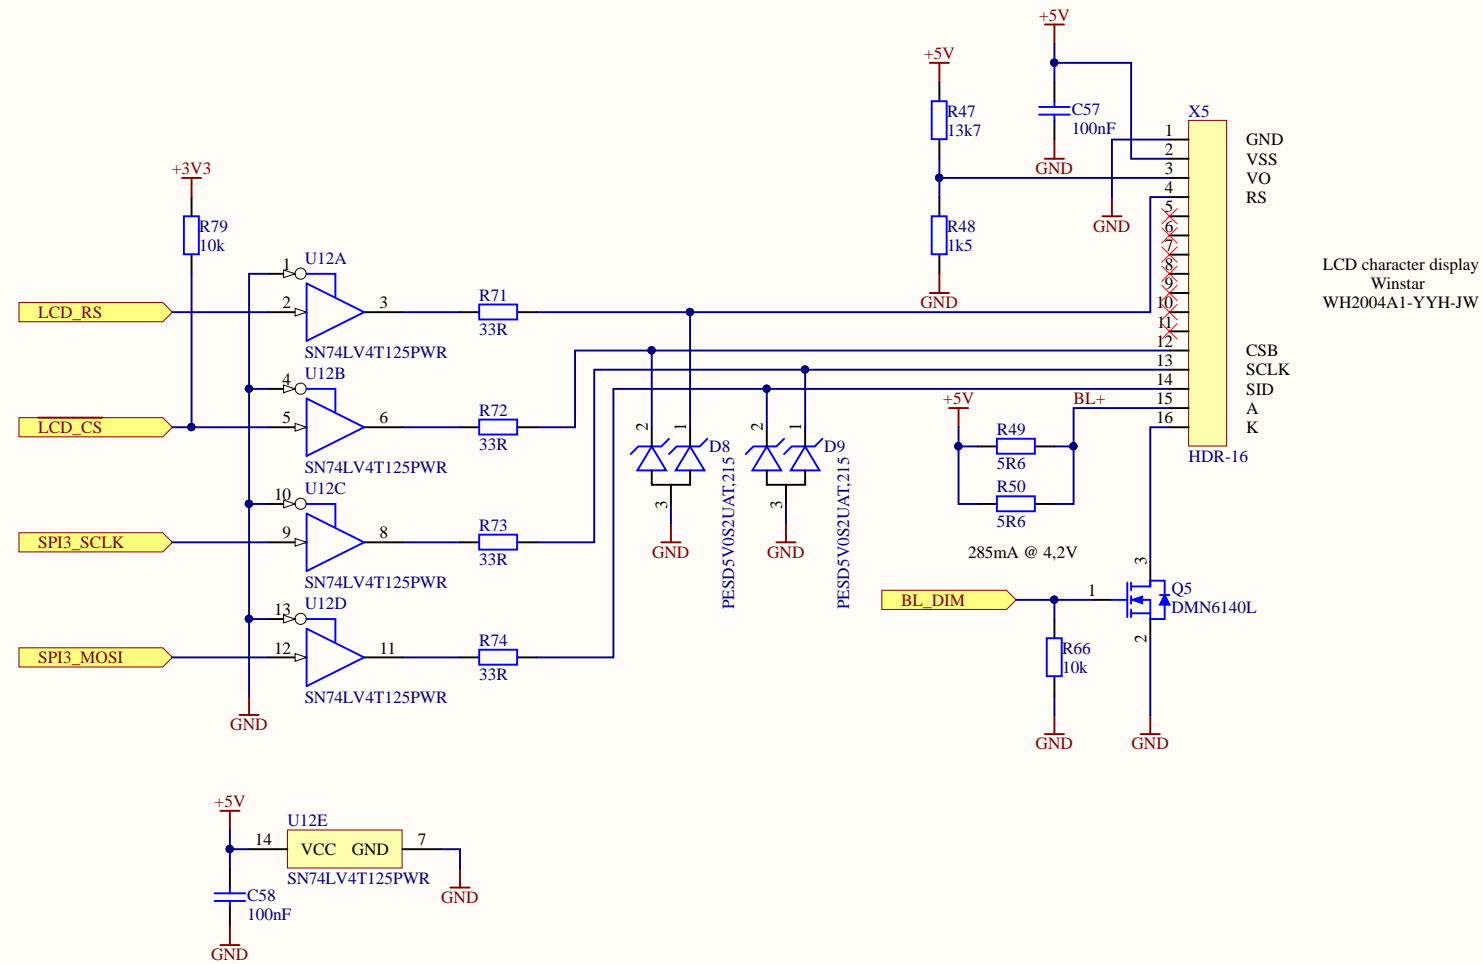 +5V
+5V
R47
13k7
C57
100nF
GND
X5
1
GND
2
VSS
3
VO
4
RS
5
6
7
8
9
10
11
12
CSB
13
SCLK
14
SID
15
A
16
K
HDR-16
GND
R48
1k5
GND
LCD character display
Winstar
WH2004A1-YYH-JW
+3V3
R79
10k
U12A
1
LCD_RS
2
3
R71
33R
SN74LV4T125PWR
U12B
4
LCD_CS
5
6
R72
33R
SN74LV4T125PWR
U12C
10
SPI3_SCLK
9
8
R73
33R
SN74LV4T125PWR
U12D
13
SPI3_MOSI
12
11
R74
33R
SN74LV4T125PWR
GND
2
1
D8
3
GND
PESD5V0S2UAT,215
2
1
D9
3
GND
PESD5V0S2UAT,215
+5V
BL+
R49
5R6
R50
5R6
285mA @ 4,2V
BL_DIM
1
3
Q5
DMN6140L
2
R66
10k
GND
GND
+5V
U12E
14
VCC GND
7
SN74LV4T125PWR
C58
100nF
GND
GND